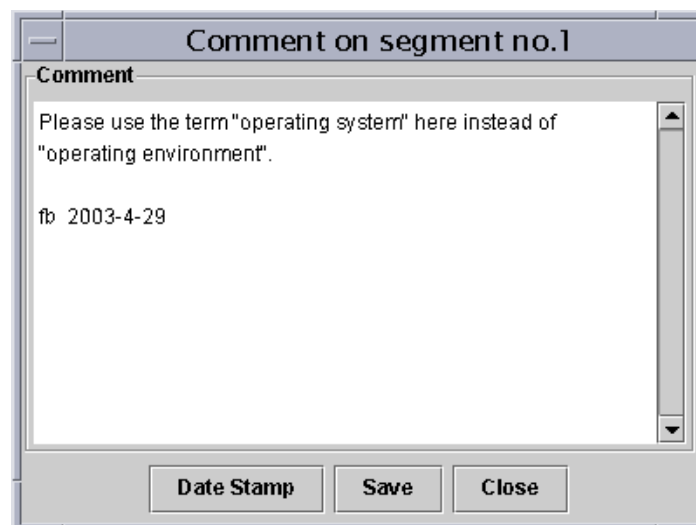 Comment on segment no.1
Comment
Please use the term "operating system" here instead of
"operating environment".
fb 2003-4-29
Date Stamp Save Close